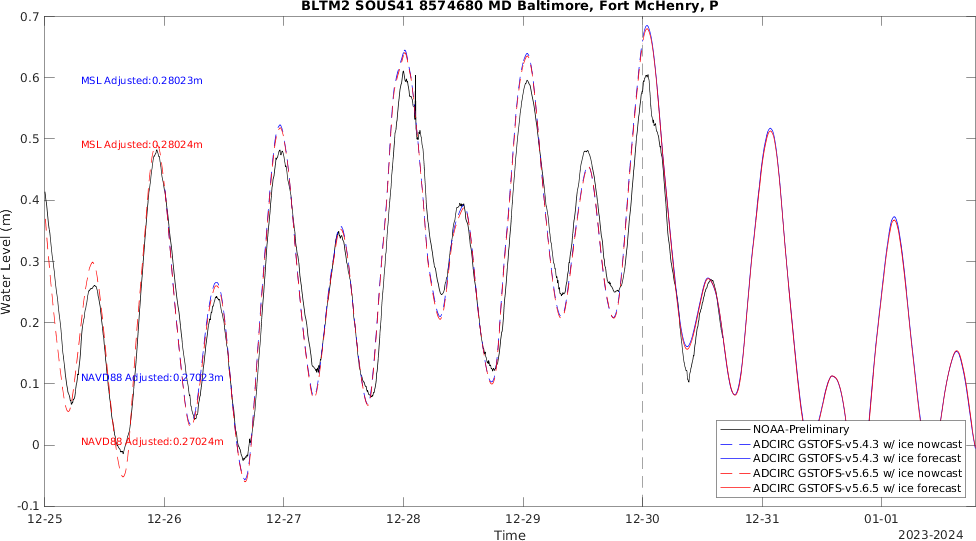 BLTM2 SOUS41 8574680 MD Baltimore, Fort McHenry, P
0.7
0.6
0.5
0.4
0.3
0.2
0.1
0
-0.1
Water Level (m)
MSL Adjusted:0.28023m
MSL Adjusted:0.28024m
NAVD88 Adjusted:0.27023m
NAVD88 Adjusted:0.27024m
NOAA-Preliminary
ADCIRC GSTOFS-v5.4.3 w/ ice nowcast
ADCIRC GSTOFS-v5.4.3 w/ ice forecast
ADCIRC GSTOFS-v5.6.5 w/ ice nowcast
ADCIRC GSTOFS-v5.6.5 w/ ice forecast
12-25 12-26 12-27 12-28 12-29 12-30 12-31 01-01
Time
2023-2024